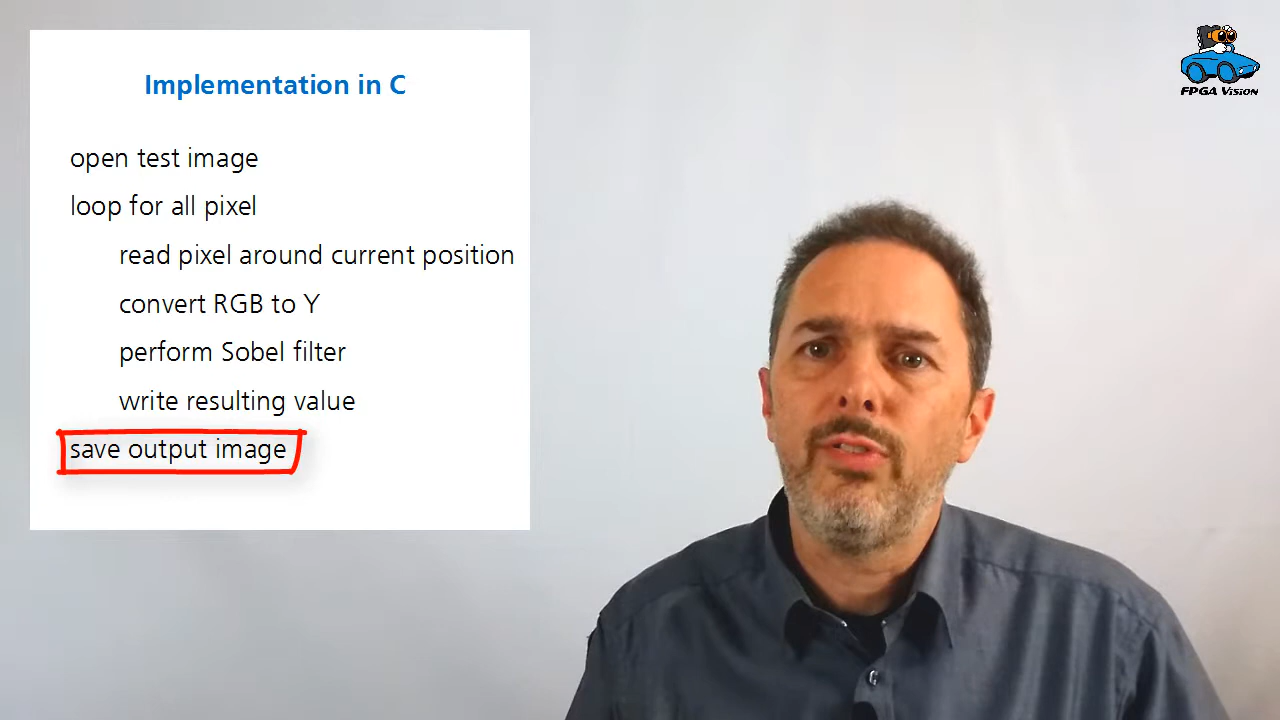 Implementation in C
open test image
loop for all pixel
read pixel around current position
convert RGB to Y
perform Sobel filter
write resulting value
save output image
FPGA Vision